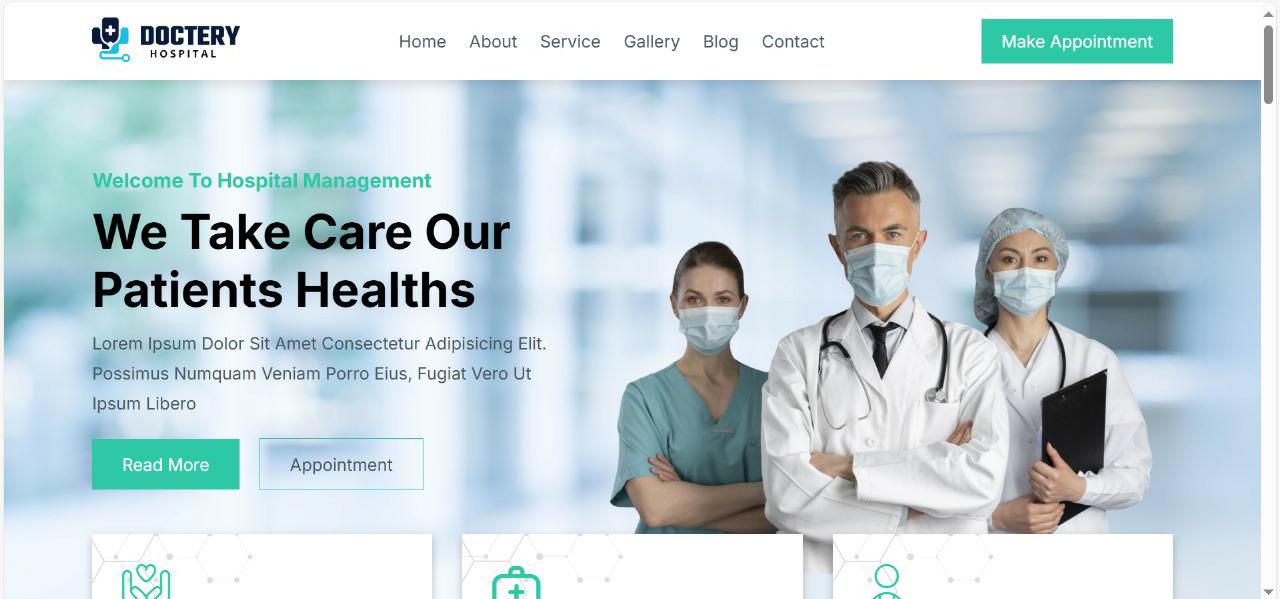 DOCTERY
HOSPITAL
Home About Service Gallery Blog Contact
Make Appointment
Welcome To Hospital Management
We Take Care Our
Patients Healths
Lorem Ipsum Dolor Sit Amet Consectetur Adipisicing Elit.
Possimus Numquam Veniam Porro Eius, Fugiat Vero Ut
Ipsum Libero
Read More
Appointment